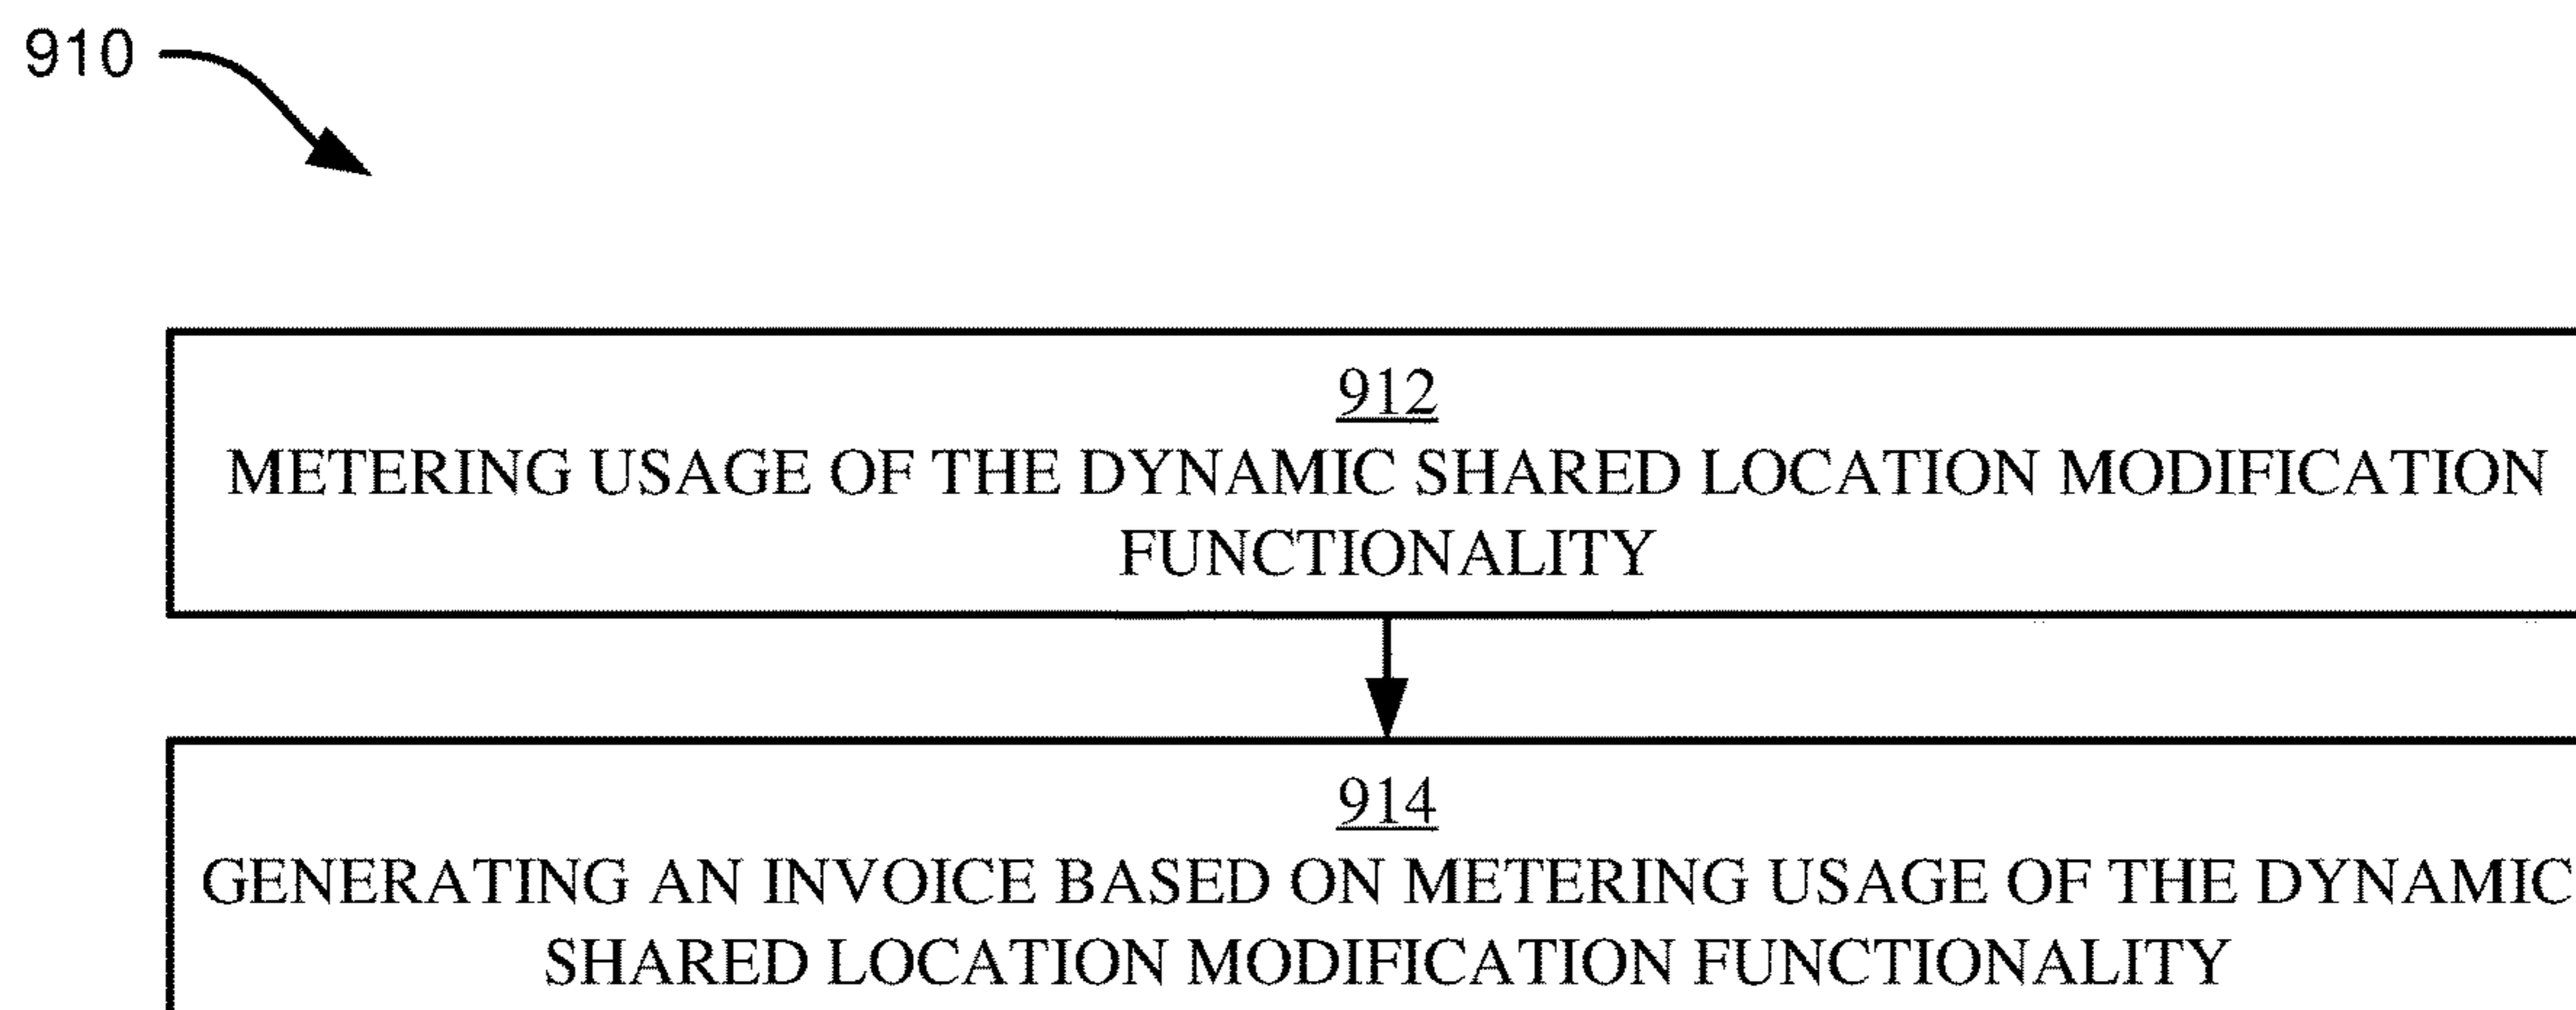 910
912
METERING USAGE OF THE DYNAMIC SHARED LOCATION MODIFICATION
FUNCTIONALITY
914
GENERATING AN INVOICE BASED ON METERING USAGE OF THE DYNAMIC
SHARED LOCATION MODIFICATION FUNCTIONALITY